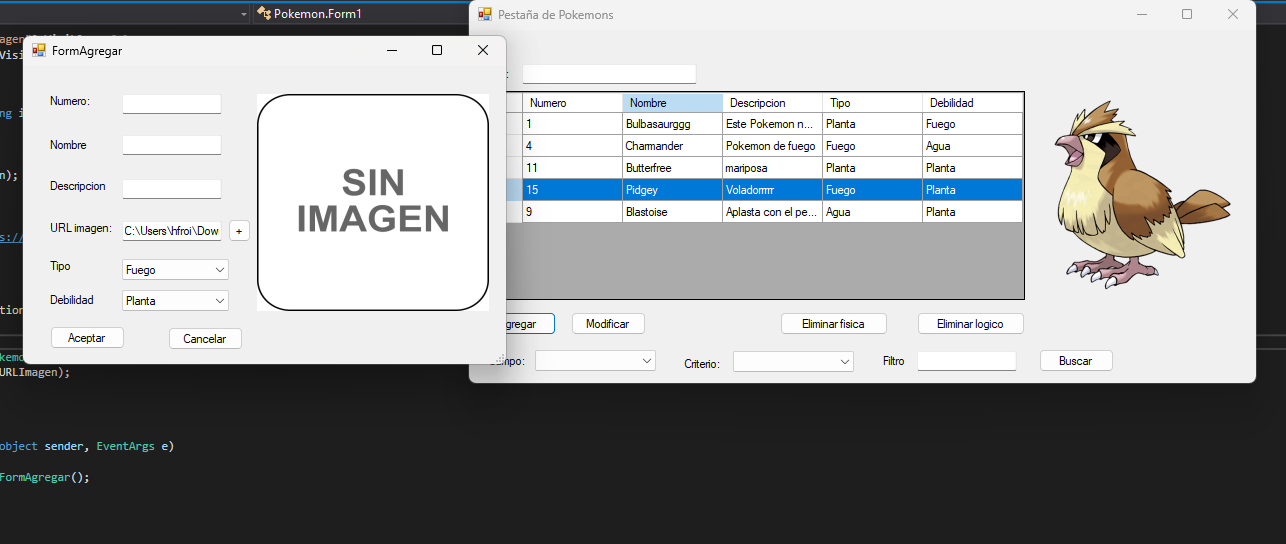 Pokemon.Form1
Pestaña de Pokemons
FormAgregar
Numero:
Nombre
Descripcion
URL imagen:
C:\Users\hfroi\Dow
+
Tipo
Fuego
Debilidad
Planta
Aceptar
Cancelar
SIN
IMAGEN
Numero Nombre Descripcion Tipo Debilidad
1 Bulbasaurggg Este Pokemon n... Planta Fuego
4 Chamander Pokemon de fuego Fuego Agua
11 Butterfree mariposa Planta Planta
15 Pidgey Voladorrrrr Fuego Planta
9 Blastoise Aplasta con el pe... Agua Planta
gregar
Modificar
Eliminar fisica
Eliminar logico
Criterio:
Filtro
Buscar
n);
URLImagen);
object sender, EventArgs e)
FormAgregar();